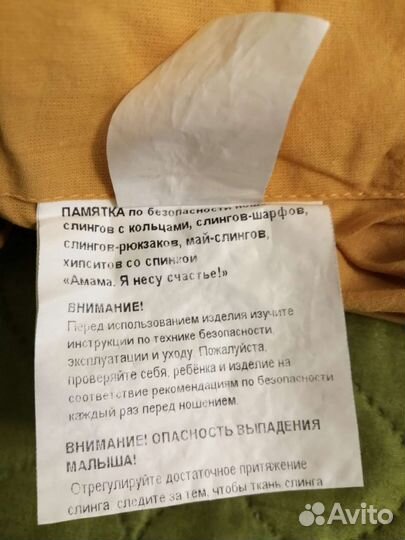 ПАМЯТКА по безопасности
слингов с кольцами, слингов-шарфов,
слингов-рюкзаков, май-слингов,
хипситов со спинкой
«Амама. Я несу счастье!»
ВНИМАНИЕ!
Перед использованием изделия изучите
инструкции по технике безопасности,
эксплуатации и уходу. Пожалуйста,
проверяйте себя, ребёнка и изделие на
соответствие рекомендациям по безопасности
каждый раз перед ношением.
ВНИМАНИЕ! ОПАСНОСТЬ ВЫПАДЕНИЯ
МАЛЫША!
Отрегулируйте достаточное притяжение
слинга, следите за тем, чтобы ткань слинга
Avito